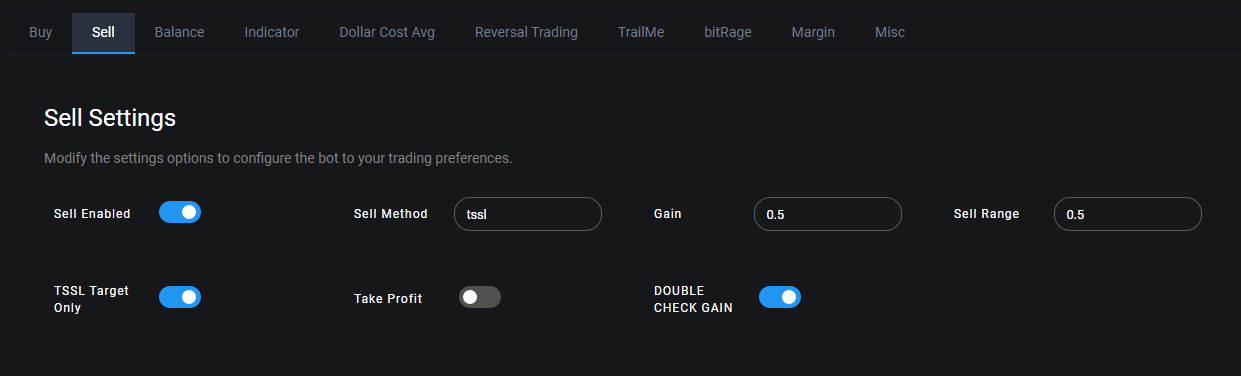 Buy Sell Balance Indicator Dollar Cost Avg Reversal Trading TrailMe bitRage Margin Misc
Sell Settings
Modify the settings options to configure the bot to your trading preferences.
Sell Enabled Sell Method tssl Gain 0.5 Sell Range 0.5
TSSL Target
Only
Take Profit
DOUBLE
CHECK GAIN